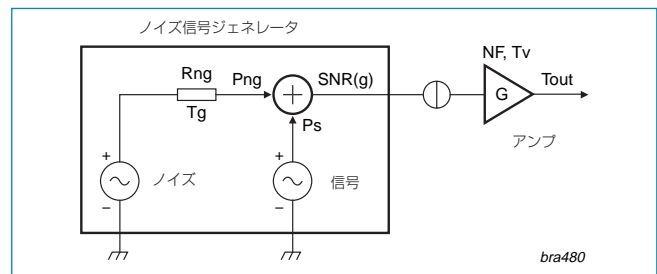 ノイズ信号ジェネレータ
NF, Tv
Rng
Png
SNR(g)
Tout
+
G
Tg
Ps
アンプ
+
ノイズ
−
+
信号
−
bra480